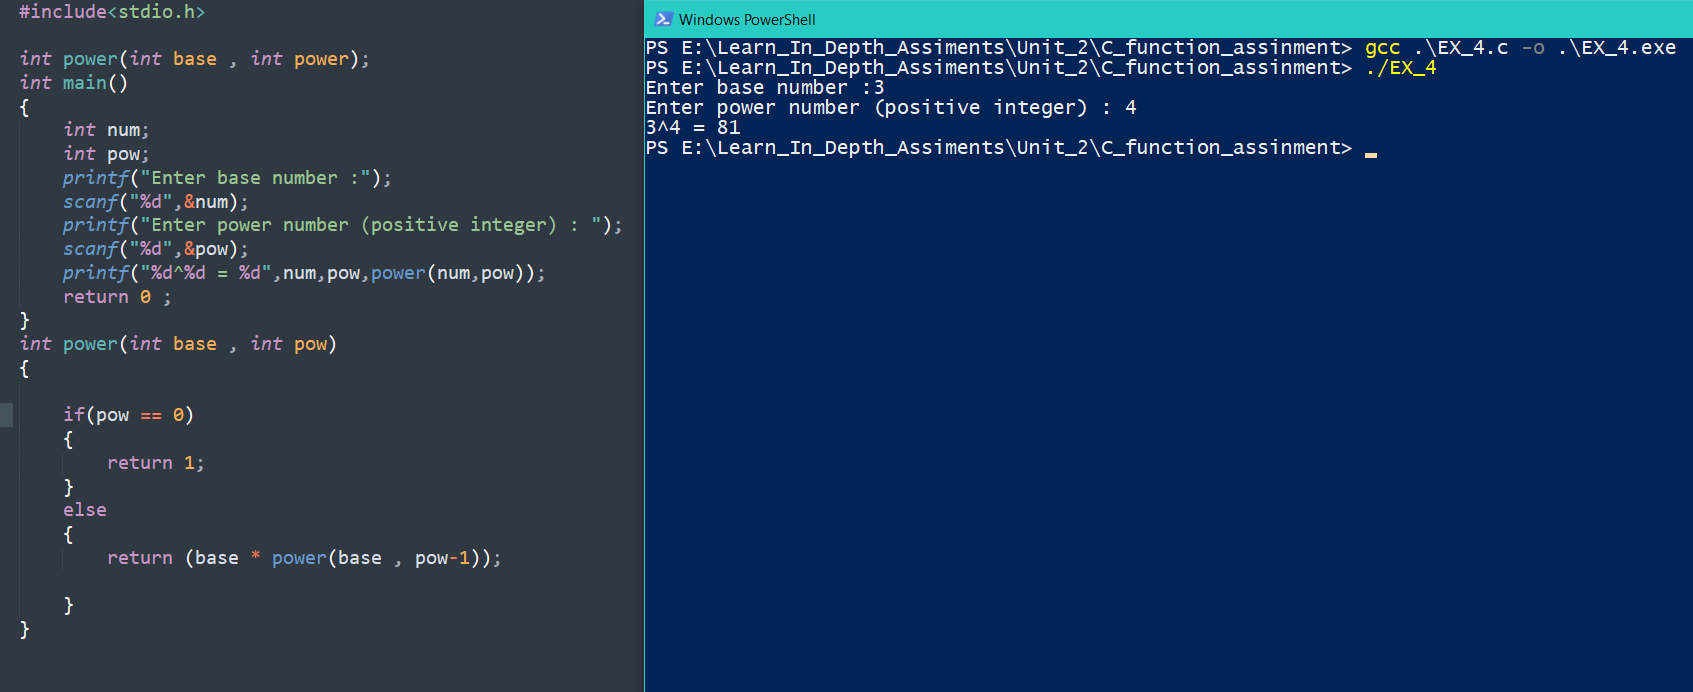 #include<stdio.h>
int power(int base , int power);
int main()
{
    int num;
    int pow;
    printf("Enter base number :");
    scanf("%d",&num);
    printf("Enter power number (positive integer) : ");
    scanf("%d",&pow);
    printf("%d^%d = %d",num,pow,power(num,pow));
    return 0 ;
}
int power(int base , int pow)
{
    if(pow == 0)
    {
        return 1;
    }
    else
    {
        return (base * power(base , pow-1));
    }
}
Windows PowerShell
PS E:\Learn_In_Depth_Assiments\Unit_2\C_function_assinment> gcc .\EX_4.c -o .\EX_4.exe
PS E:\Learn_In_Depth_Assiments\Unit_2\C_function_assinment> ./EX_4
Enter base number :3
Enter power number (positive integer) : 4
3^4 = 81
PS E:\Learn_In_Depth_Assiments\Unit_2\C_function_assinment>